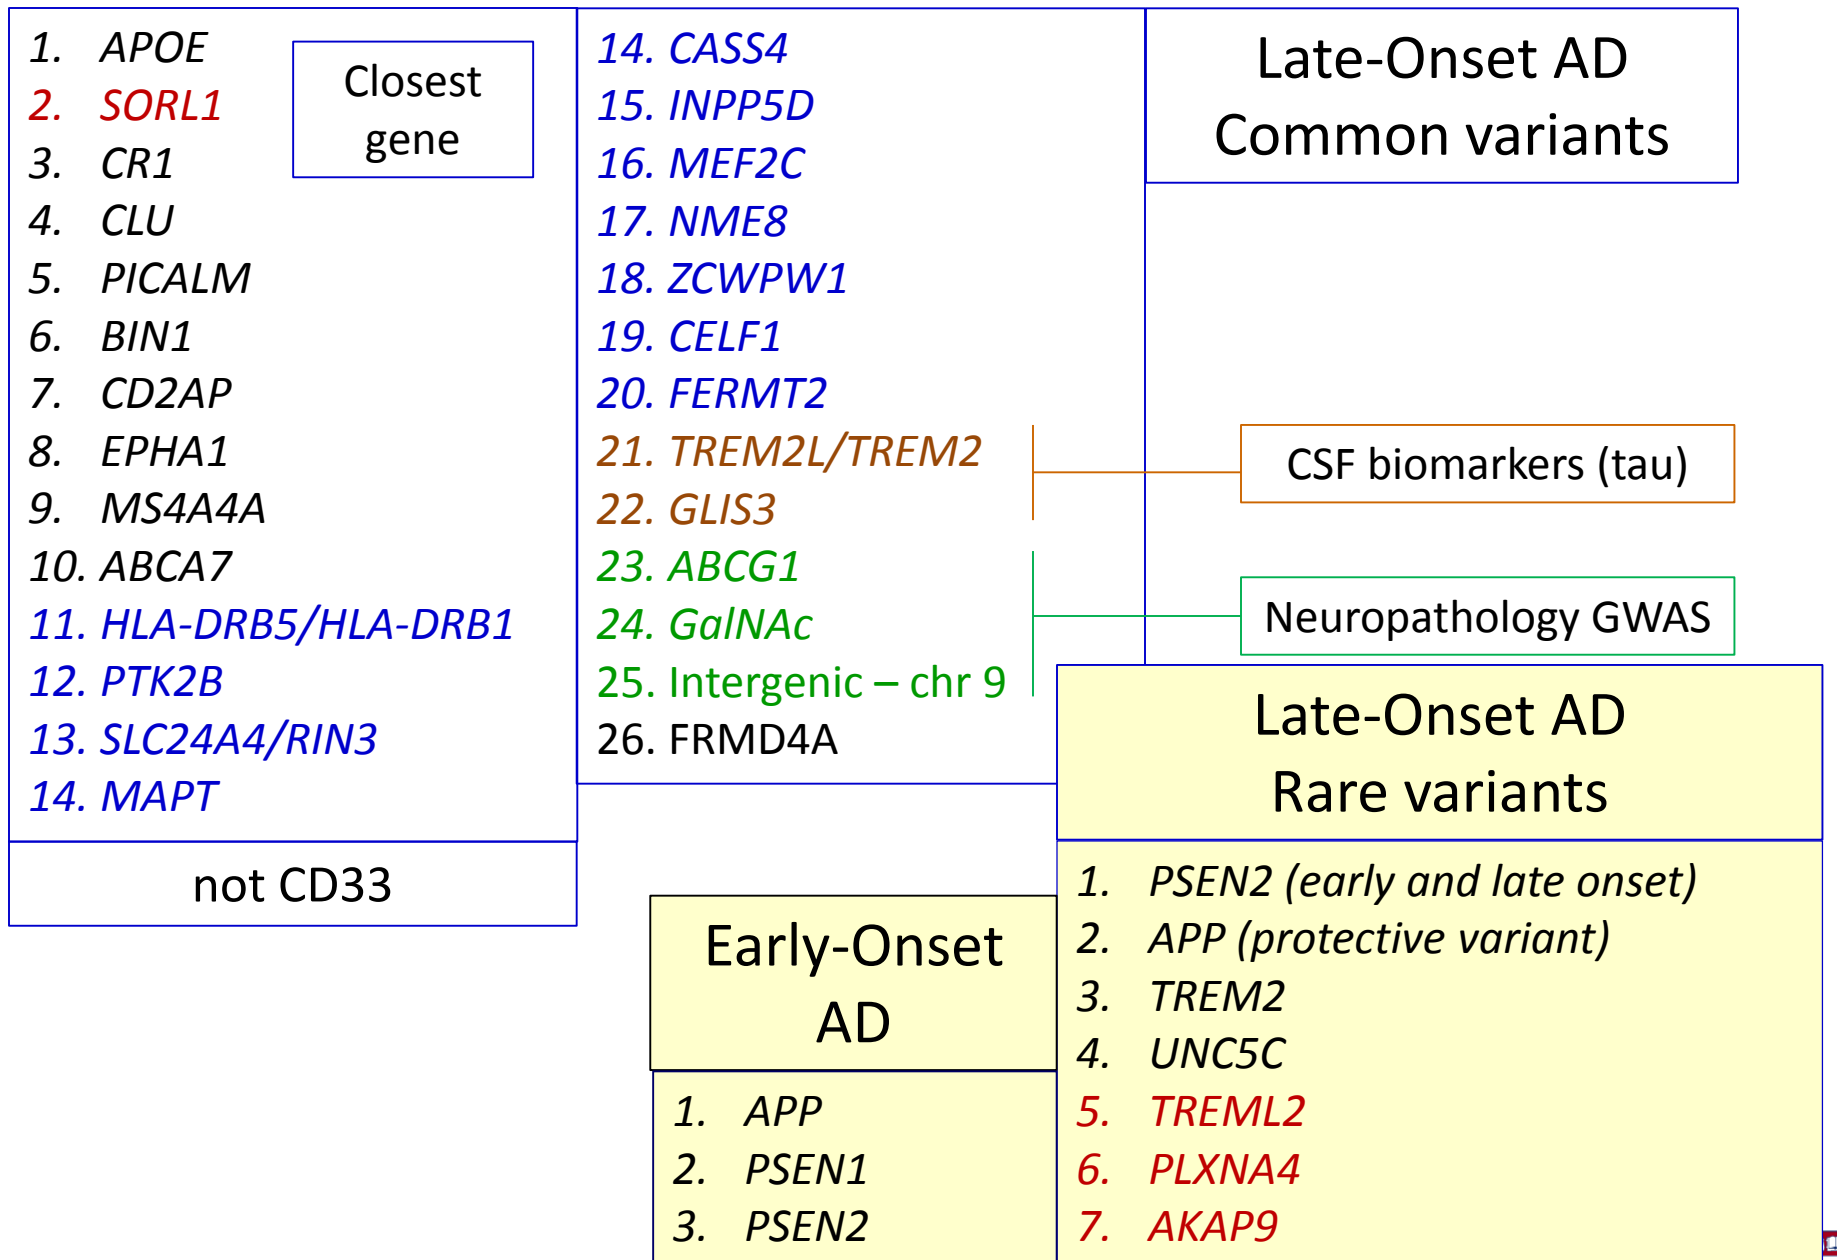 1. APOE
2. SORL1
3. CR1
4. CLU
5. PICALM
6. BIN1
7. CD2AP
8. EPHA1
9. MS4A4A
10. ABCA7
11. HLA-DRB5/HLA-DRB1
12. PTK2B
13. SLC24A4/RIN3
14. MAPT
Closest
gene
not CD33
14. CASS4
15. INPP5D
16. MEF2C
17. NME8
18. ZCWPW1
19. CELF1
20. FERMT2
21. TREM2L/TREM2
22. GLIS3
23. ABCG1
24. GalNAc
25. Intergenic – chr 9
26. FRMD4A
Late-Onset AD
Common variants
CSF biomarkers (tau)
Neuropathology GWAS
Early-Onset
AD
1. APP
2. PSEN1
3. PSEN2
Late-Onset AD
Rare variants
1. PSEN2 (early and late onset)
2. APP (protective variant)
3. TREM2
4. UNC5C
5. TREML2
6. PLXNA4
7. AKAP9